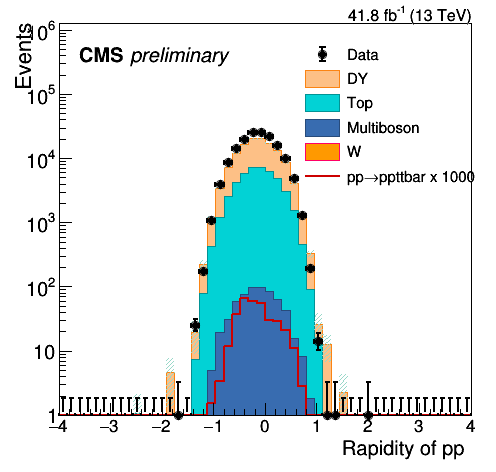 41.8 fb⁻¹ (13 TeV)
Events
CMS preliminary
Data
DY
Top
Multiboson
W
pp→ppttbar x 1000
10⁶
10⁵
10⁴
10³
10²
10
1
−4 −3 −2 −1 0 1 2 3 4
Rapidity of pp